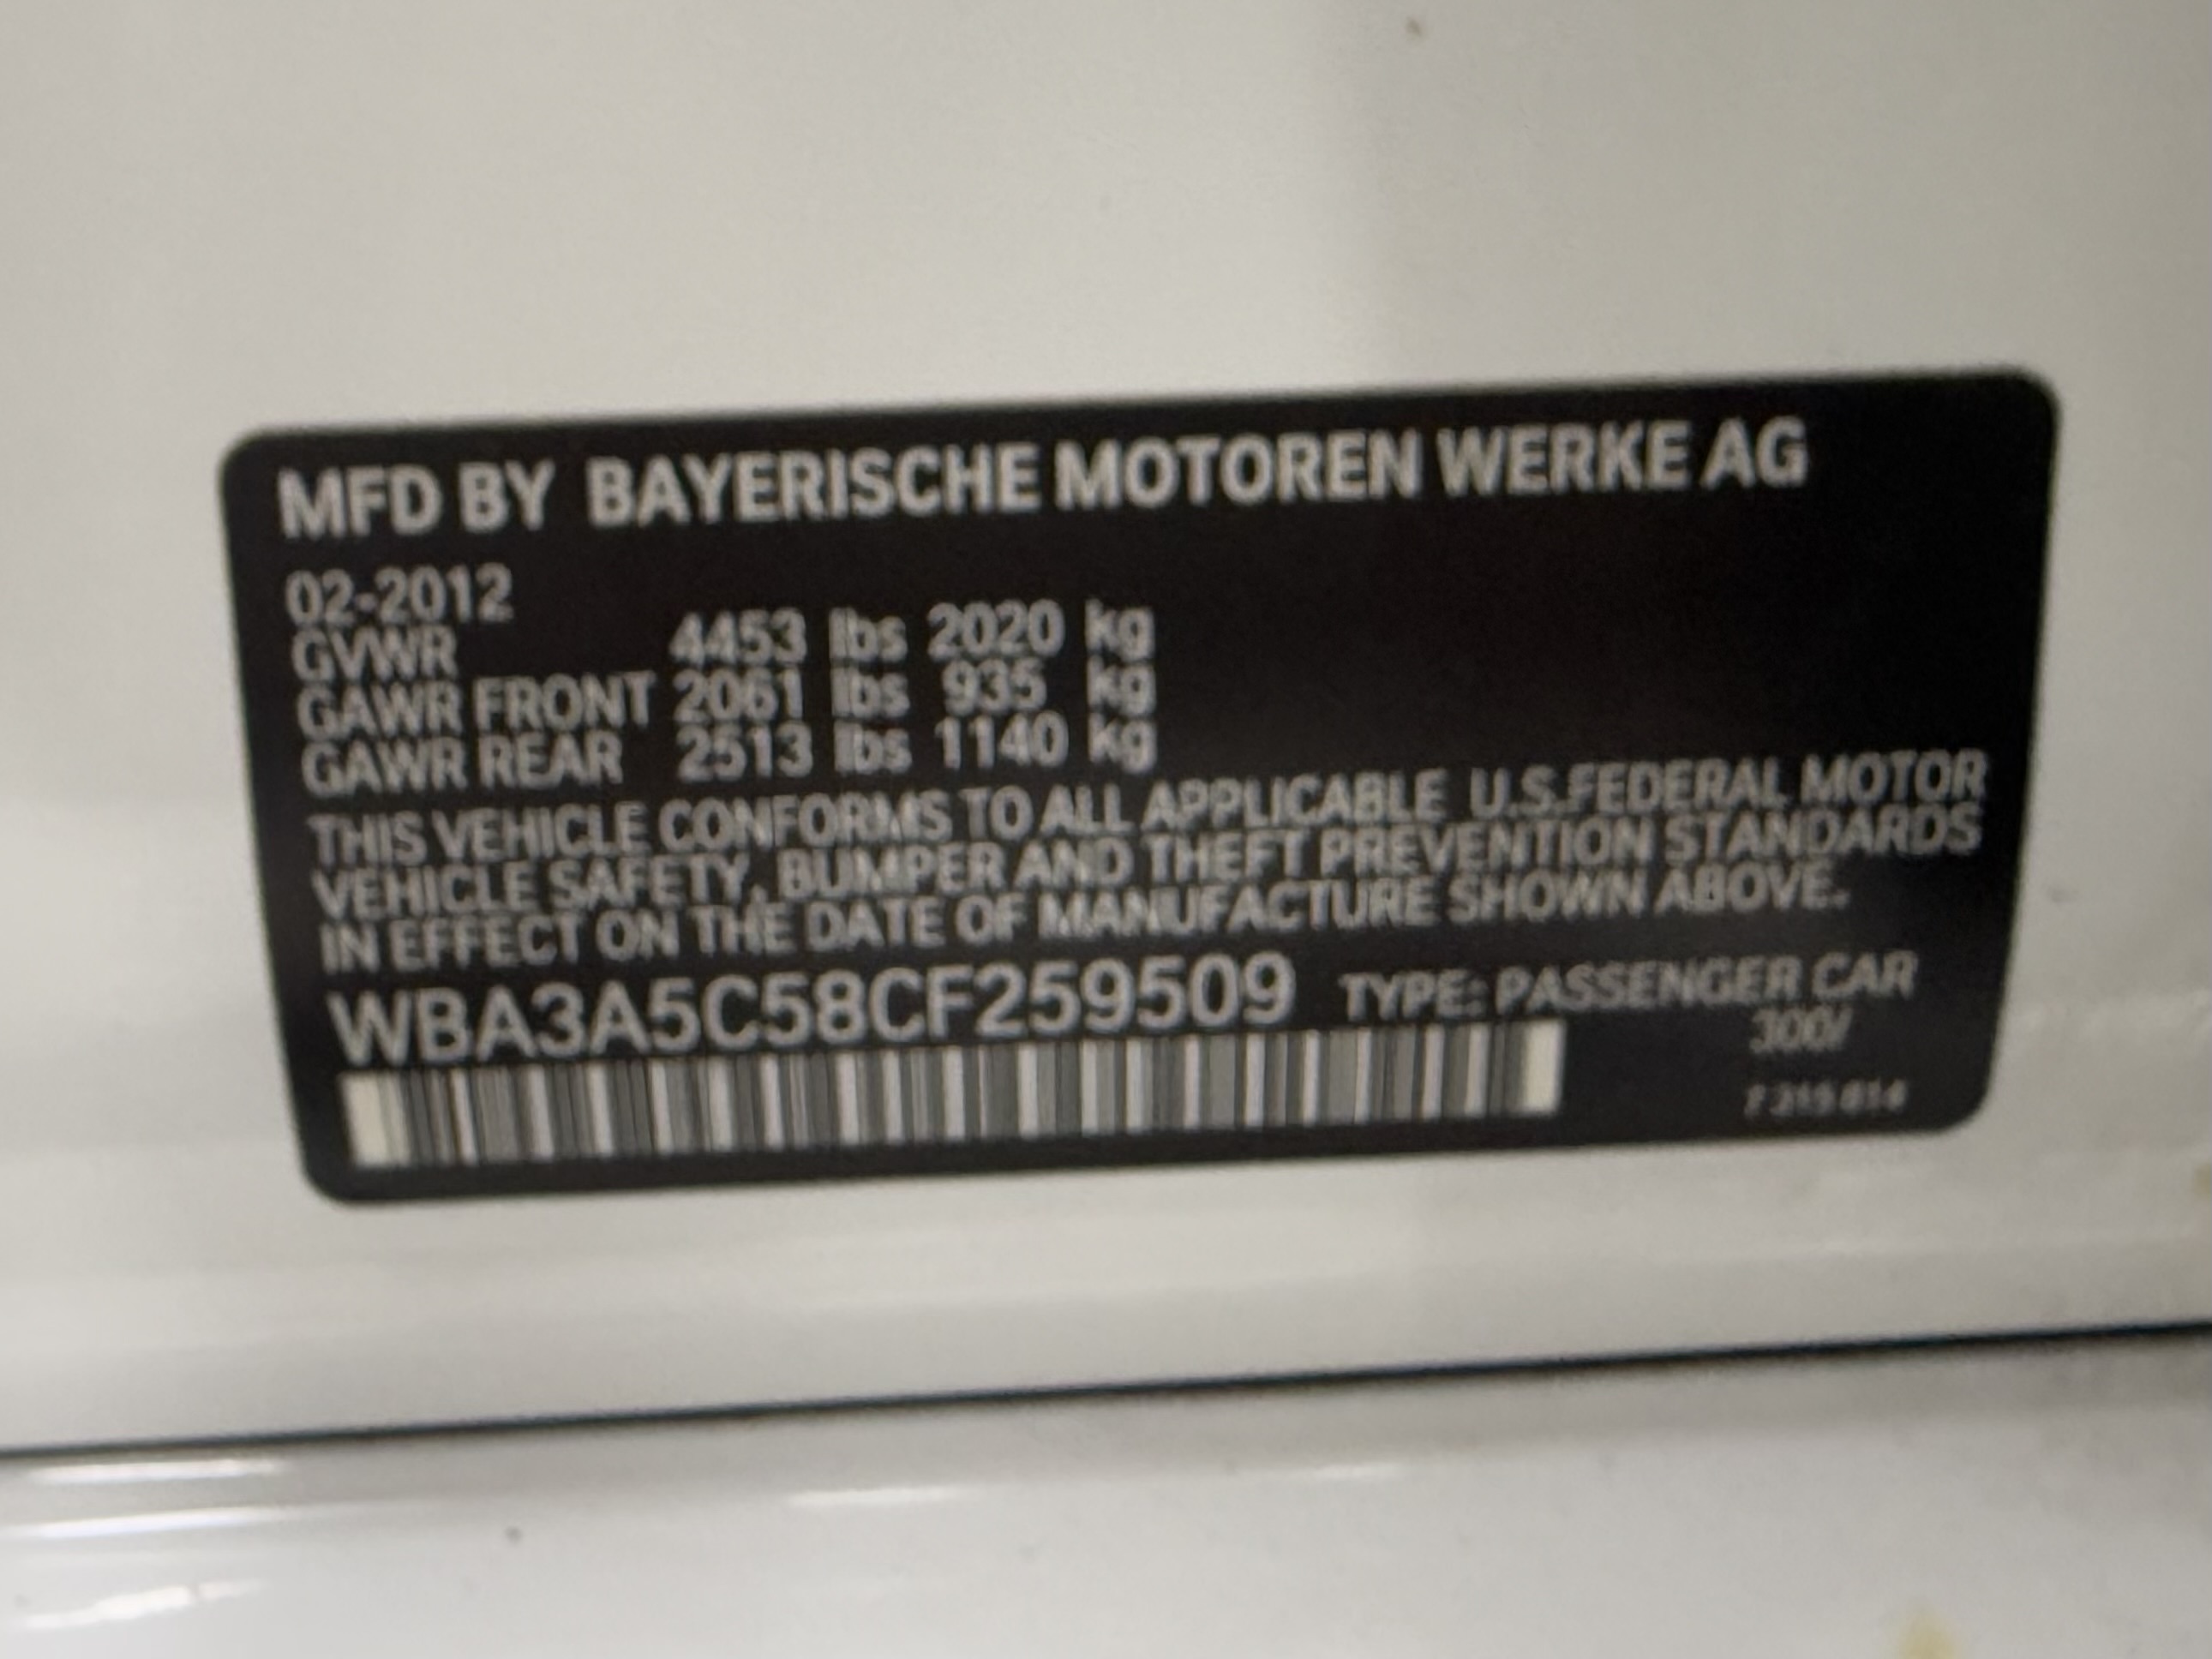 MFD BY BAYERISCHE MOTOREN WERKE AG
02-2012
GVWR 4453 lbs 2020 kg
GAWR FRONT 2061 lbs 935 kg
GAWR REAR 2513 lbs 1140 kg
THIS VEHICLE CONFORMS TO ALL APPLICABLE U.S.FEDERAL MOTOR
VEHICLE SAFETY, BUMPER AND THEFT PREVENTION STANDARDS
IN EFFECT ON THE DATE OF MANUFACTURE SHOWN ABOVE.
WBA3A5C58CF259509 TYPE: PASSENGER CAR
300/